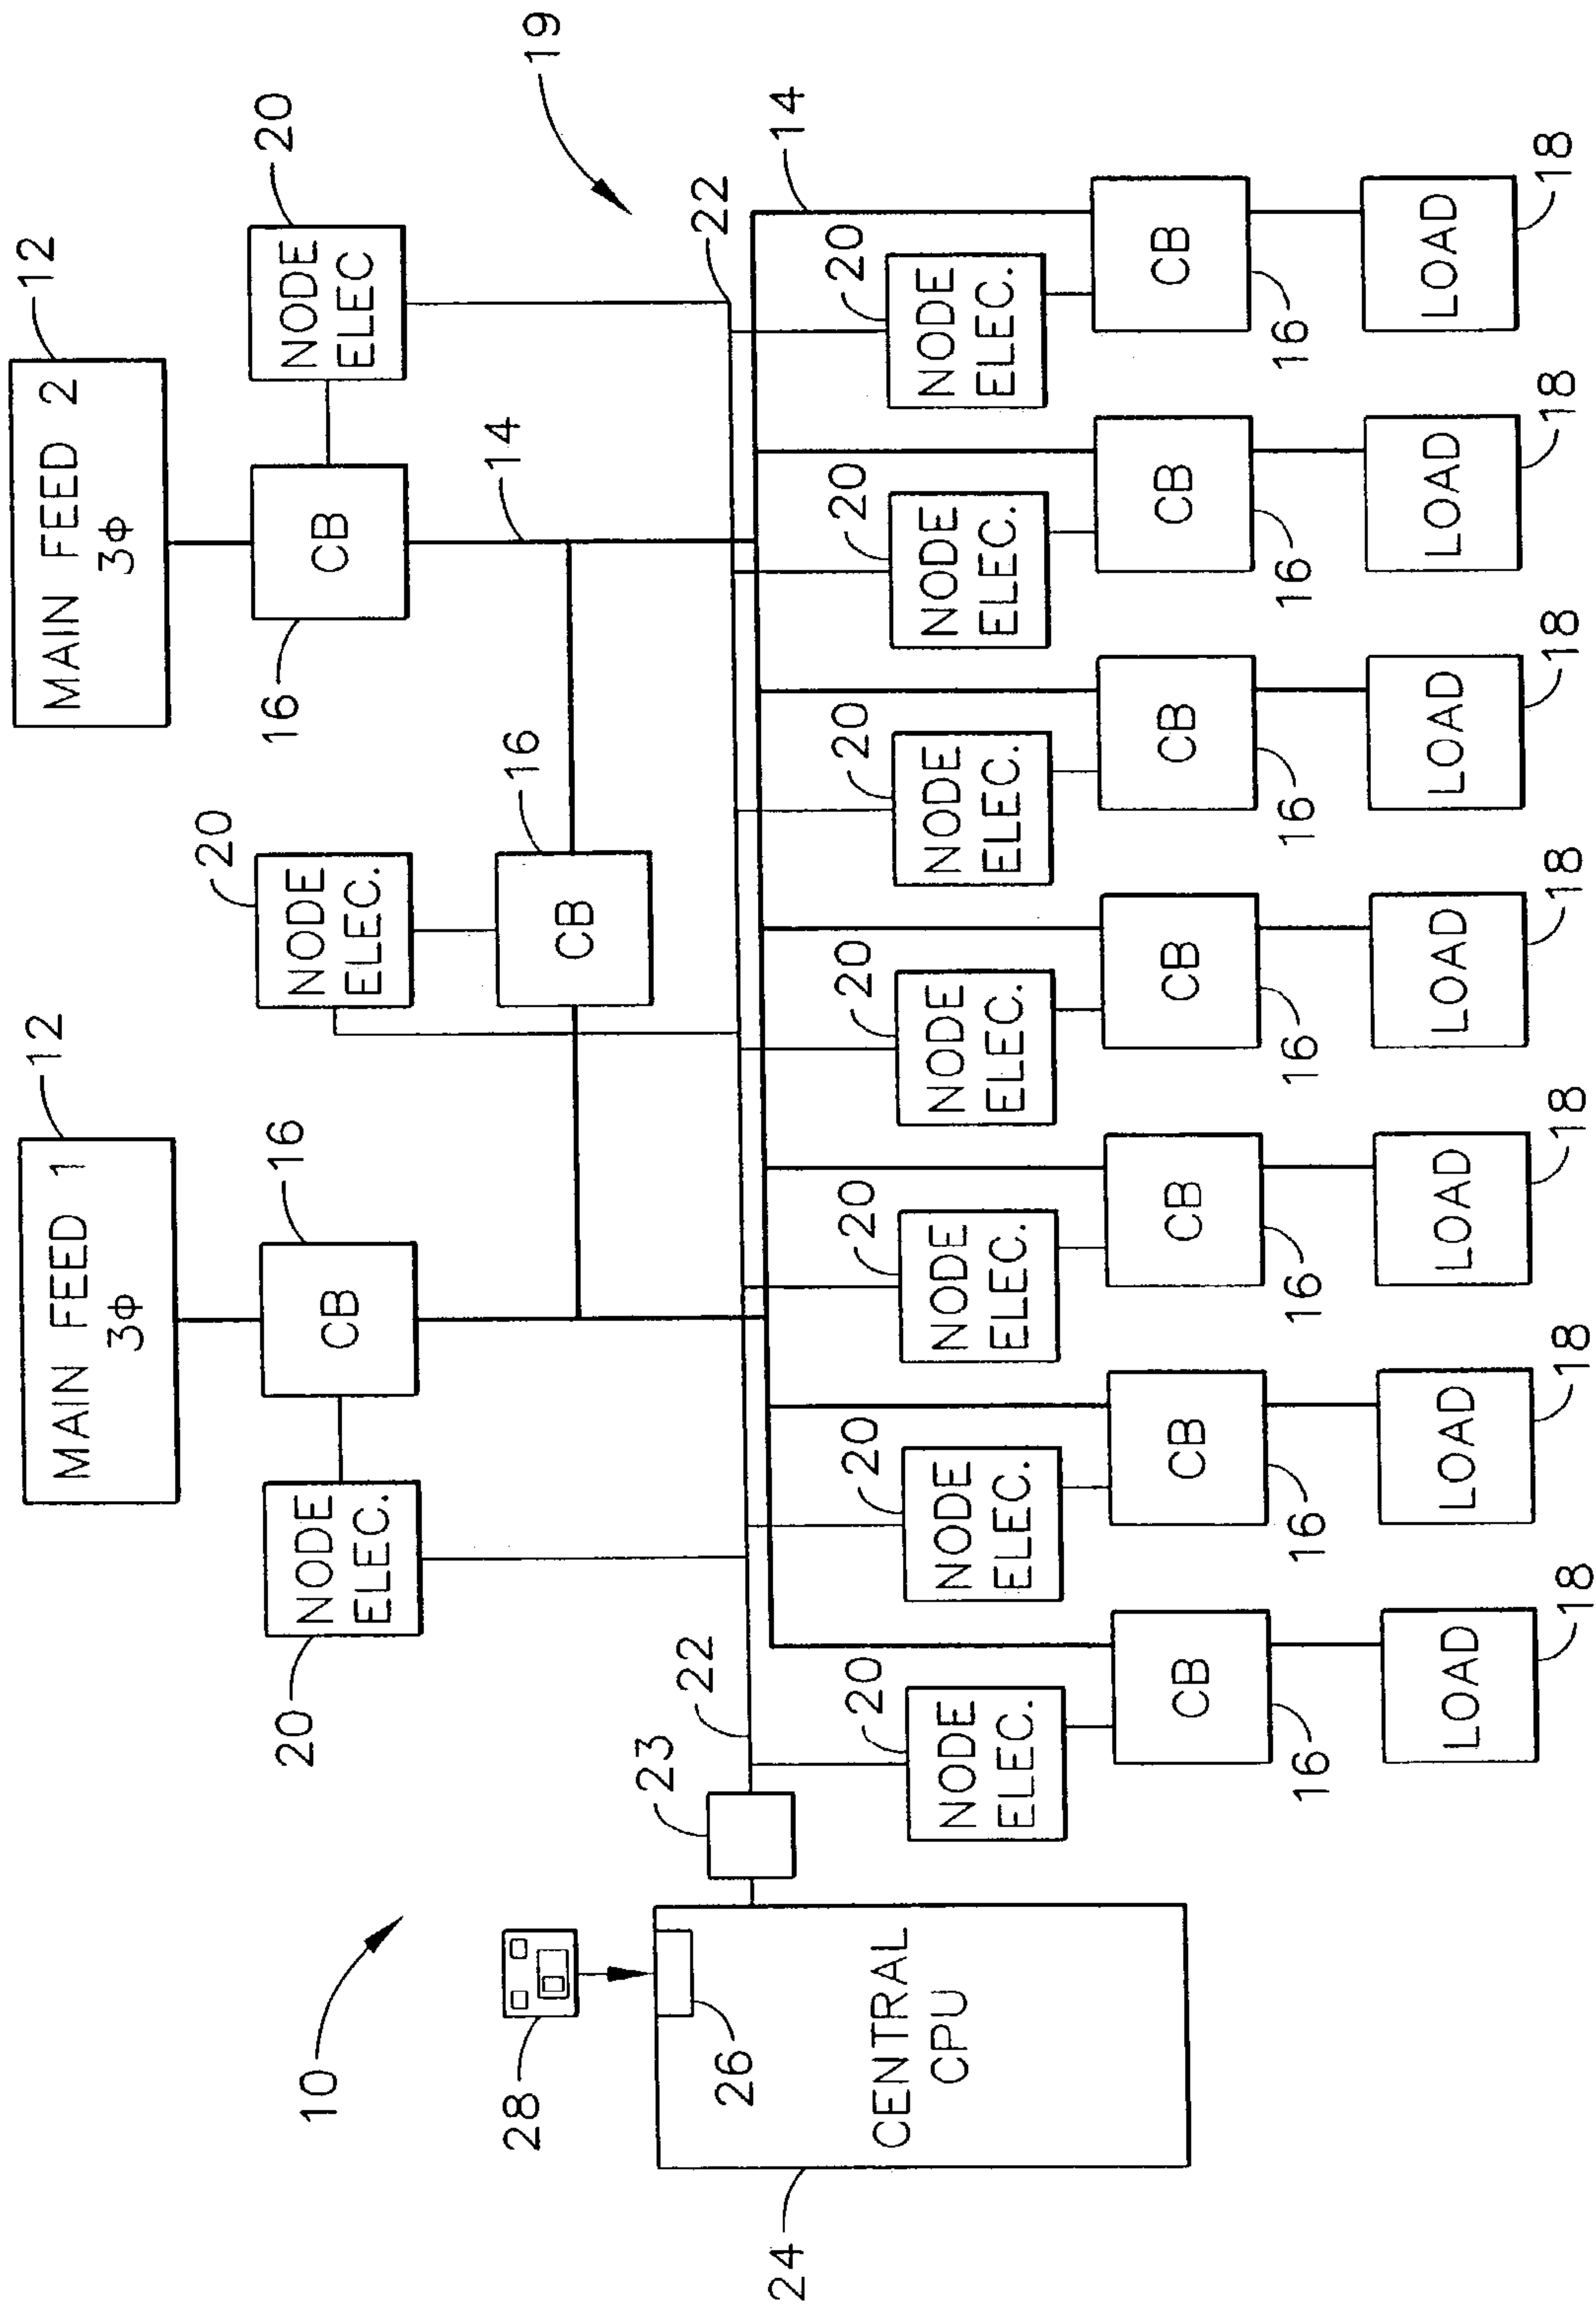 MAIN FEED 1
3Φ
12
MAIN FEED 2
3Φ
12
20
NODE
ELEC.
CB
16
20
NODE
ELEC.
CB
16
16
CB
NODE
ELEC
20
14
19
10
28
26
24
CENTRAL
CPU
23
22
22
14
20
NODE
ELEC.
20
NODE
ELEC.
20
NODE
ELEC.
20
NODE
ELEC.
20
NODE
ELEC.
20
NODE
ELEC.
20
NODE
ELEC.
CB
16
CB
16
CB
16
CB
16
CB
16
CB
16
CB
16
LOAD
18
LOAD
18
LOAD
18
LOAD
18
LOAD
18
LOAD
18
LOAD
18